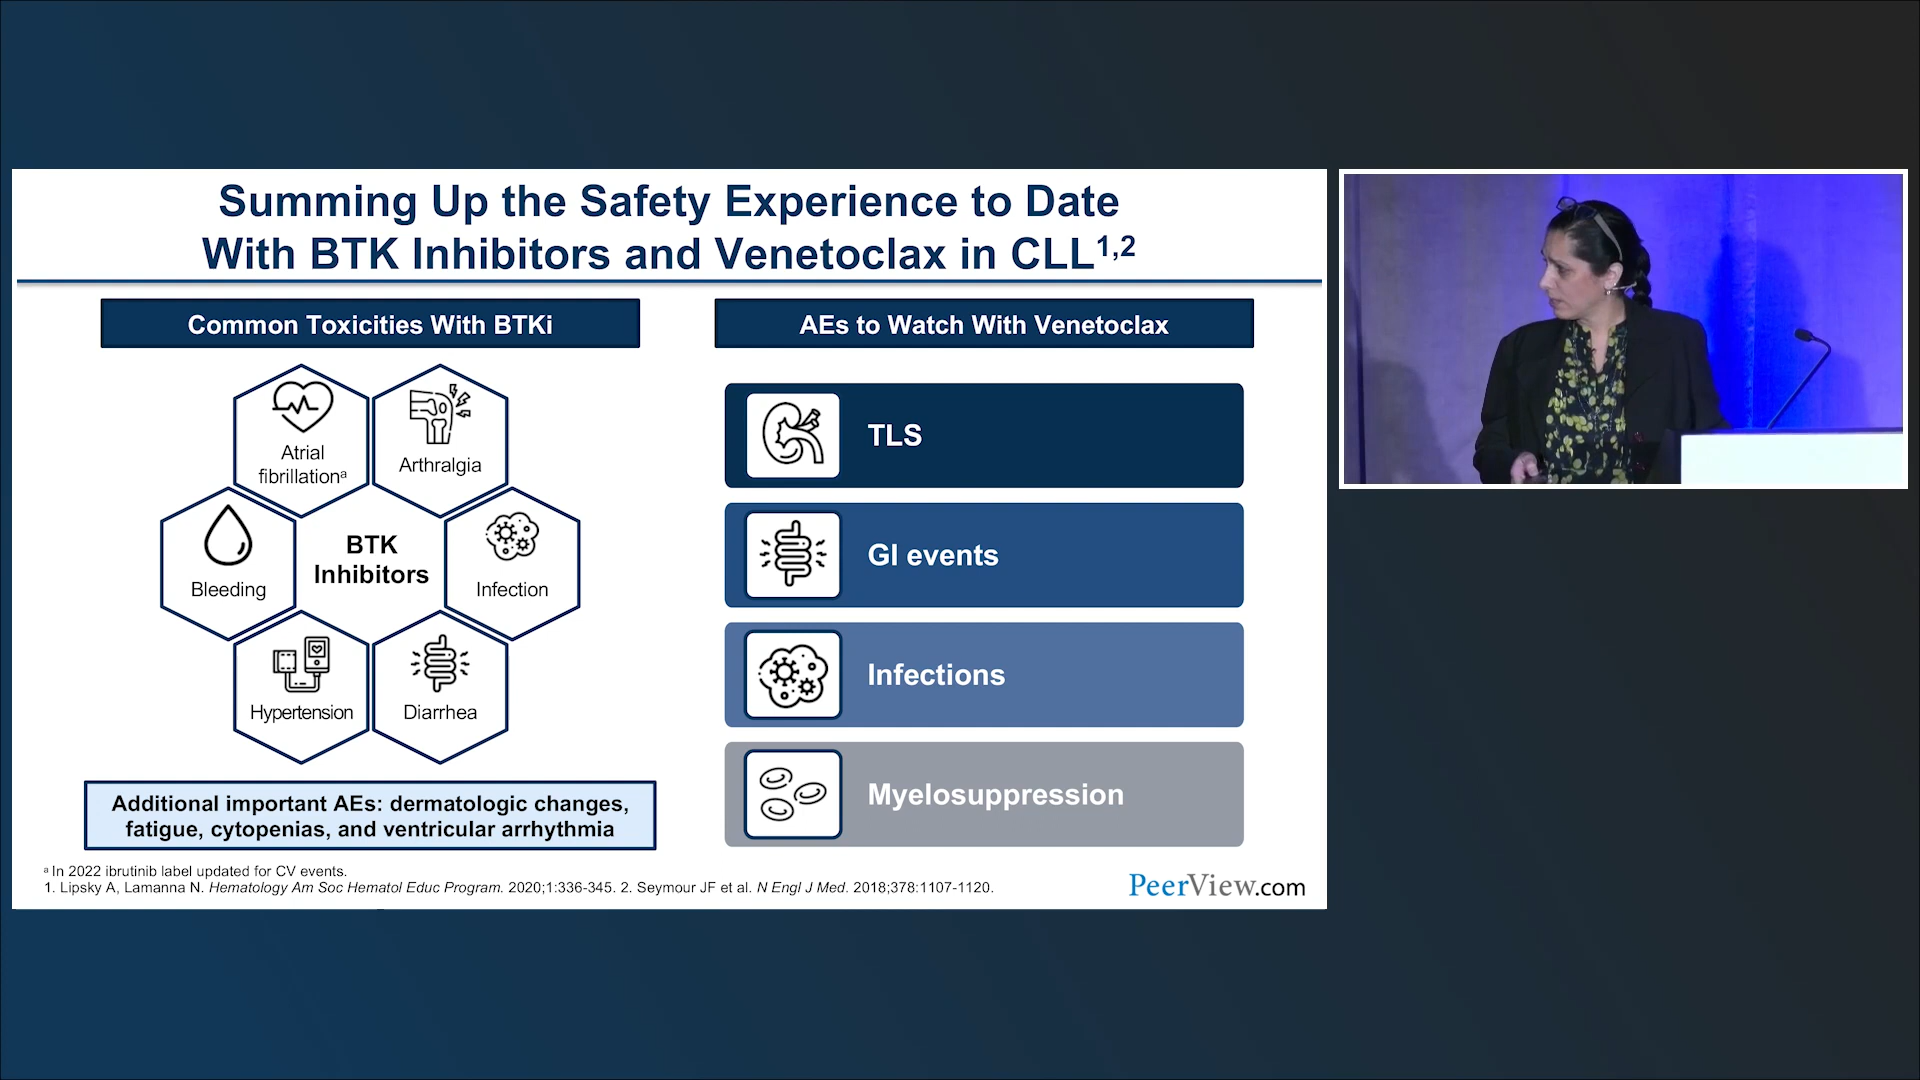 Summing Up the Safety Experience to Date
With BTK Inhibitors and Venetoclax in CLL1,2
Common Toxicities With BTKi
Atrial
fibrillationa
Arthralgia
Bleeding
BTK
Inhibitors
Infection
Hypertension
Diarrhea
Additional important AEs: dermatologic changes,
fatigue, cytopenias, and ventricular arrhythmia
AEs to Watch With Venetoclax
TLS
GI events
Infections
Myelosuppression
a In 2022 ibrutinib label updated for CV events.
1. Lipsky A, Lamanna N. Hematology Am Soc Hematol Educ Program. 2020;1:336-345. 2. Seymour JF et al. N Engl J Med. 2018;378:1107-1120.
PeerView.com